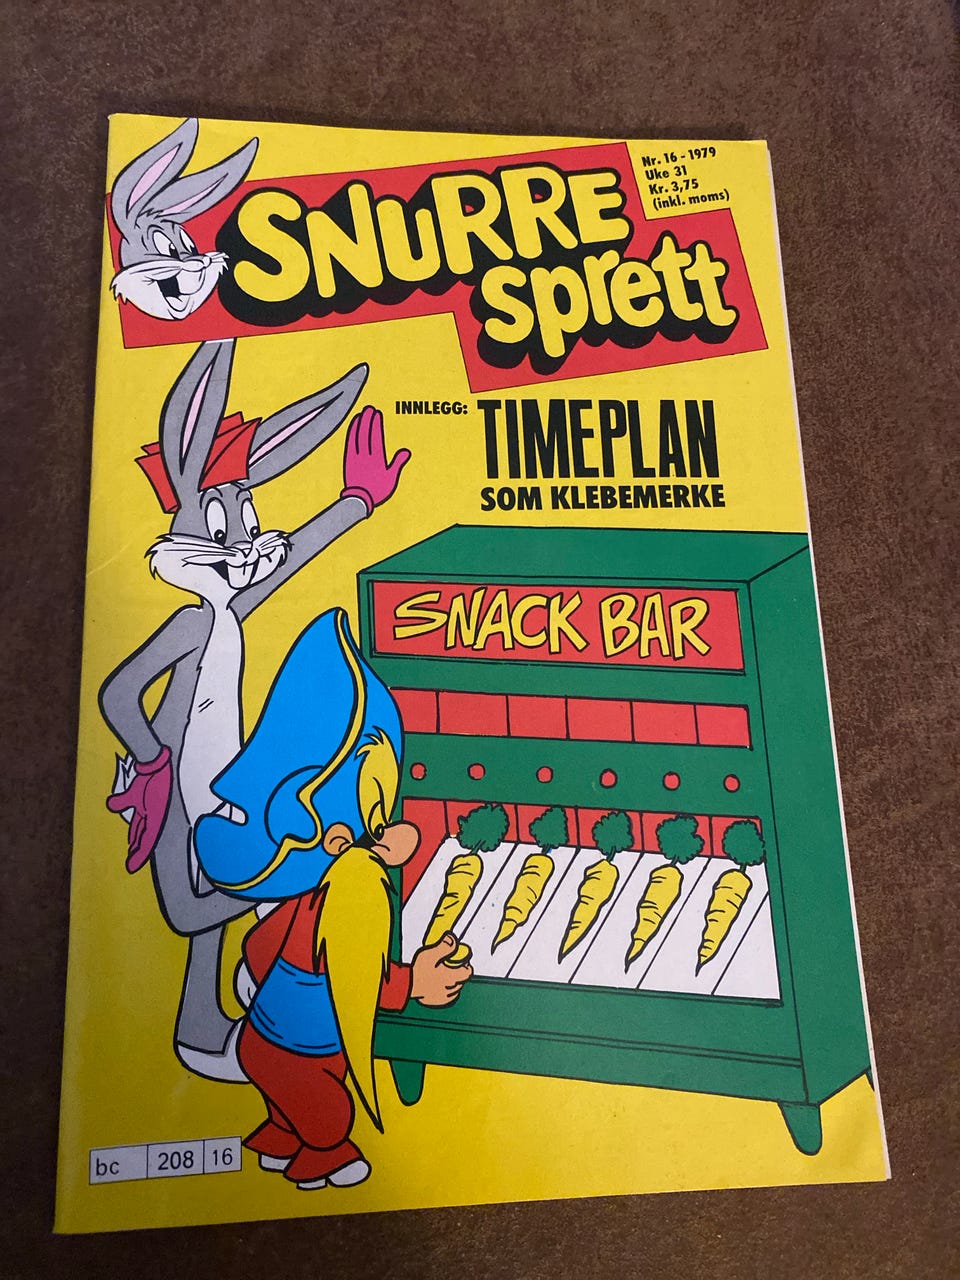 SNURRE
sprett
Nr. 16 - 1979
Uke 31
Kr. 3,75
(inkl. moms)
INNLEGG: TIMEPLAN
SOM KLEBEMERKE
SNACK BAR
bc 208 16